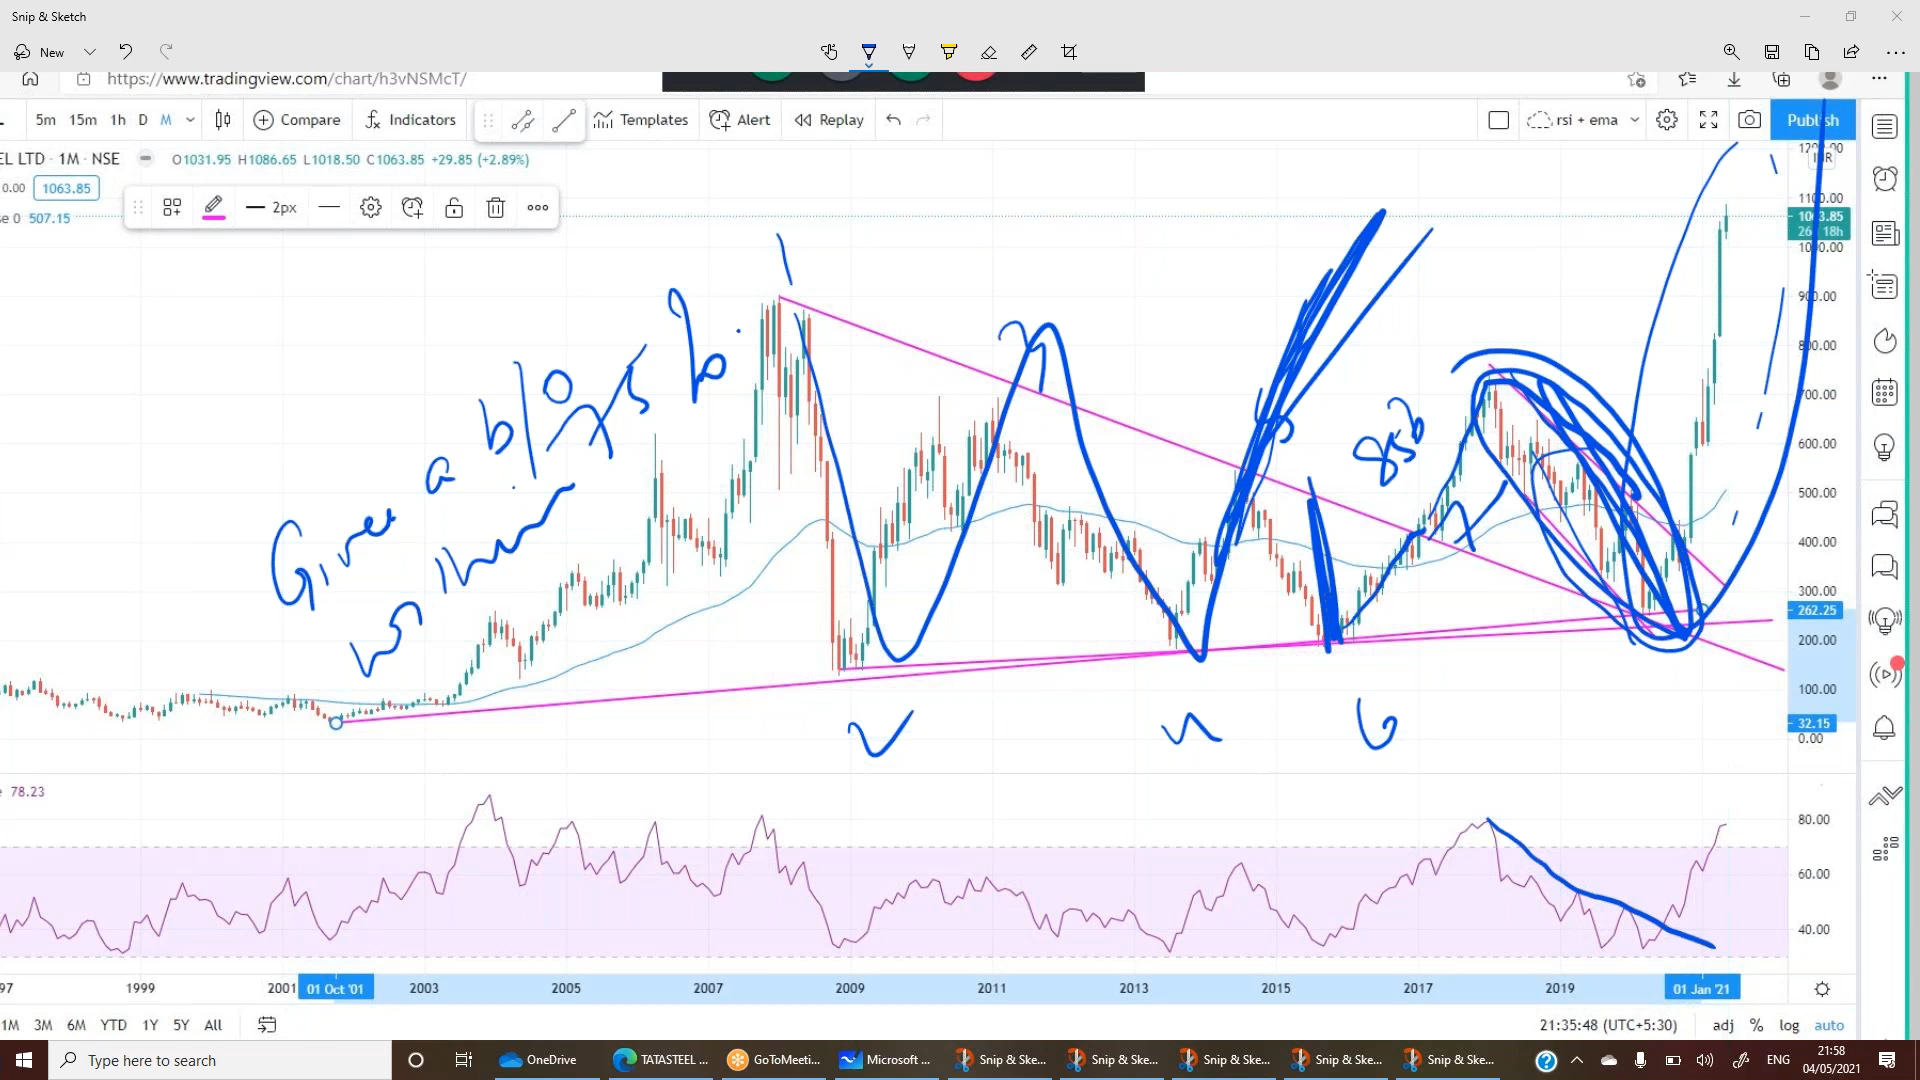 Snip & Sketch
New
https://www.tradingview.com/chart/h3vNSMcT/
5m 15m 1h D M Compare Indicators Templates Alert Replay rsi + ema Publish
EL LTD · 1M · NSE O1031.95 H1086.65 L1018.50 C1063.85 +29.85 (+2.89%)
0.00 1063.85
2px
507.15
INR
1100.00
1063.85
1000.00
900.00
800.00
700.00
600.00
500.00
400.00
300.00
262.25
200.00
100.00
32.15
0.00
Given
a
b/o
78.23
80.00
60.00
40.00
97 1999 2001 01 Oct '01 2003 2005 2007 2009 2011 2013 2015 2017 2019 01 Jan '21
1M 3M 6M YTD 1Y 5Y All 21:35:48 (UTC+5:30) adj % log auto
Type here to search OneDrive TATASTEEL ... GoToMeeti... Microsoft ... Snip & Ske... Snip & Ske... Snip & Ske... Snip & Ske... Snip & Ske... ENG 21:58
04/05/2021